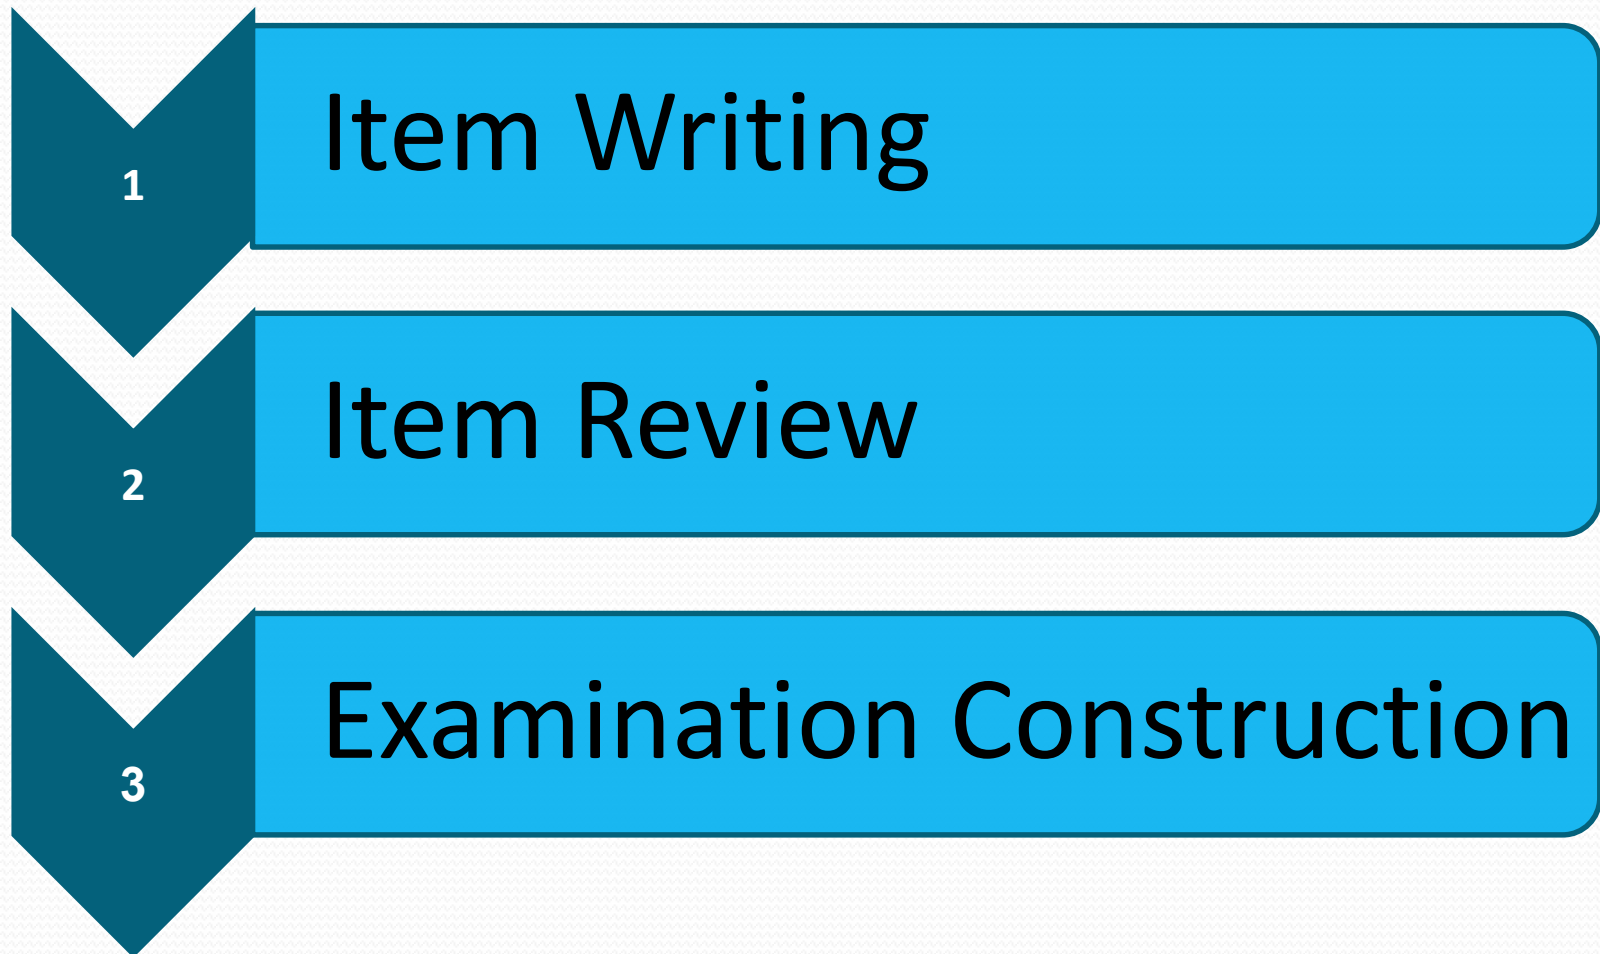 1
Item Writing
2
Item Review
3
Examination Construction